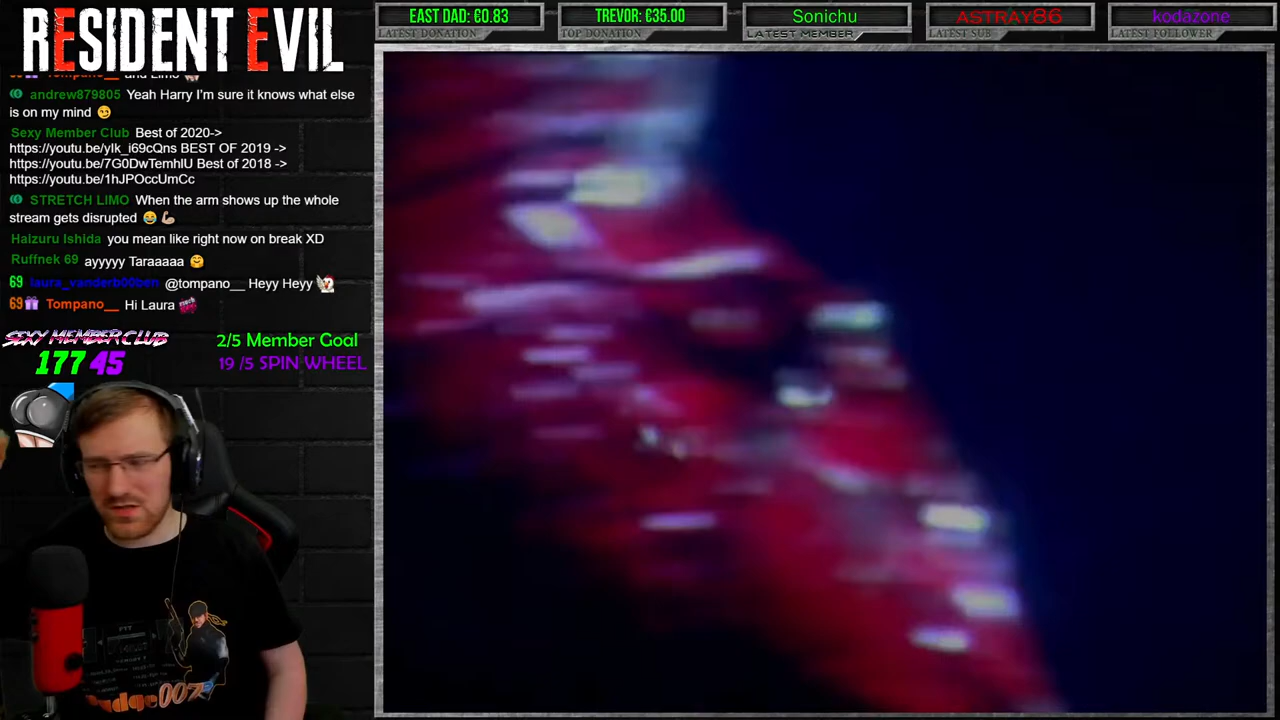 RESIDENT EVIL
EAST DAD: €0.83
LATEST DONATION
TREVOR: €35.00
TOP DONATION
Sonichu
LATEST MEMBER
ASTRAY86
LATEST SUB
kodazone
LATEST FOLLOWER
Tompano__ and Limo
andrew879805 Yeah Harry I'm sure it knows what else
is on my mind 😏
Sexy Member Club Best of 2020->
https://youtu.be/ylk_i69cQns BEST OF 2019 ->
https://youtu.be/7G0DwTemhlU Best of 2018 ->
https://youtu.be/1hJPOccUmCc
STRETCH LIMO When the arm shows up the whole
stream gets disrupted 😂💪
Haizuru Ishida you mean like right now on break XD
Ruffnek 69 ayyyyy Taraaaaa 🤗
69 laura_vanderb00ben @tompano__ Heyy Heyy
69 Tompano__ Hi Laura
SEXY MEMBER CLUB
177 45
2/5 Member Goal
19 /5 SPIN WHEEL
Pudge007